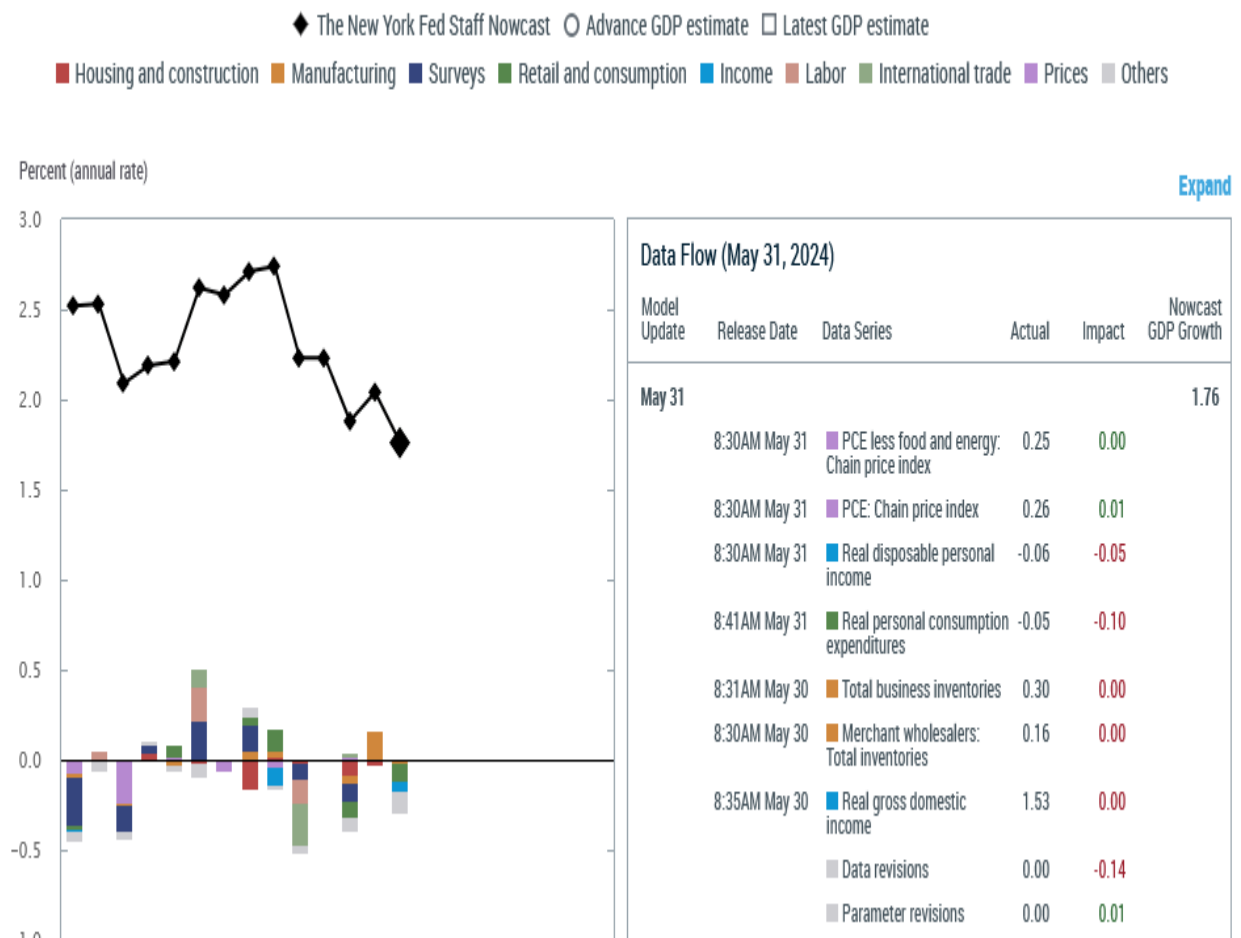 The New York Fed Staff Nowcast Advance GDP estimate Latest GDP estimate
Housing and construction Manufacturing Surveys Retail and consumption Income Labor International trade Prices Others
Percent (annual rate)
Expand
3.0
2.5
2.0
1.5
1.0
0.5
0.0
-0.5
-1.0
Data Flow (May 31, 2024)
Model Update Release Date Data Series Actual Impact Nowcast GDP Growth
May 31 1.76
8:30AM May 31 PCE less food and energy: 0.25 0.00
Chain price index
8:30AM May 31 PCE: Chain price index 0.26 0.01
8:30AM May 31 Real disposable personal -0.06 -0.05
income
8:41AM May 31 Real personal consumption -0.05 -0.10
expenditures
8:31AM May 30 Total business inventories 0.30 0.00
8:30AM May 30 Merchant wholesalers: 0.16 0.00
Total inventories
8:35AM May 30 Real gross domestic 1.53 0.00
income
Data revisions 0.00 -0.14
Parameter revisions 0.00 0.01